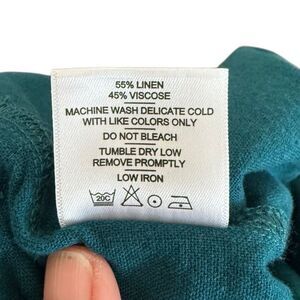 55% LINEN
45% VISCOSE
MACHINE WASH DELICATE COLD
WITH LIKE COLORS ONLY
DO NOT BLEACH
TUMBLE DRY LOW
REMOVE PROMPTLY
LOW IRON
20C